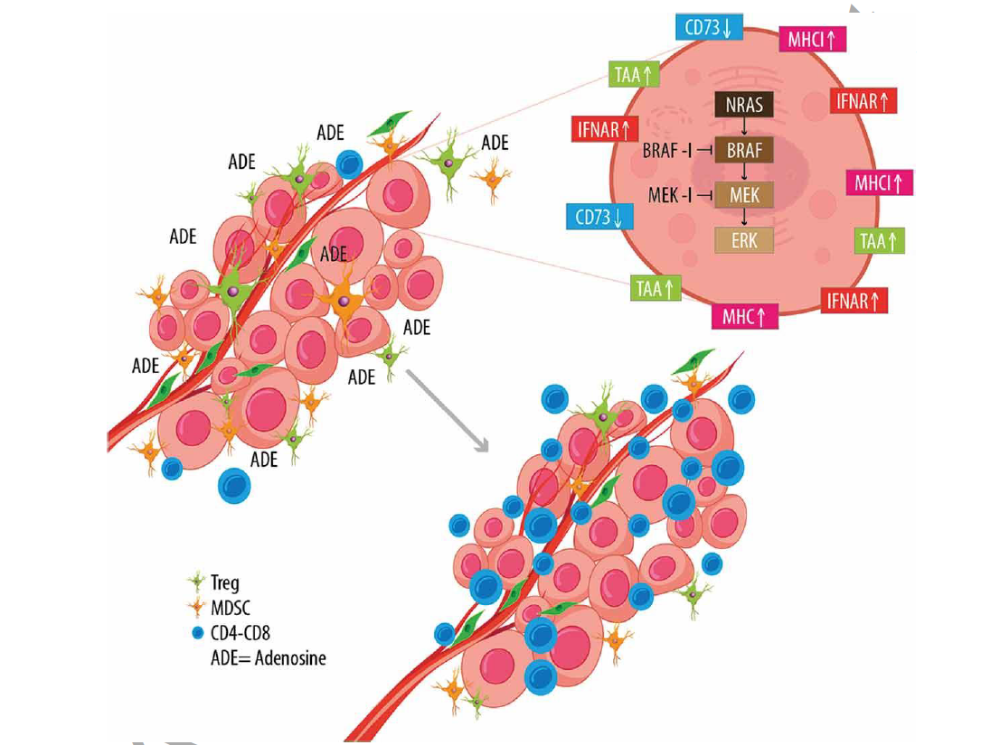 CD73↓
MHCI↑
TAA↑
IFNAR↑
NRAS
ADE
IFNAR↑
ADE
BRAF -I
BRAF
ADE
MHCI↑
MEK -I
MEK
CD73↓
ADE
ERK
TAA↑
ADE
TAA↑
IFNAR↑
MHC↑
ADE
ADE
ADE
ADE
Treg
MDSC
CD4-CD8
ADE= Adenosine